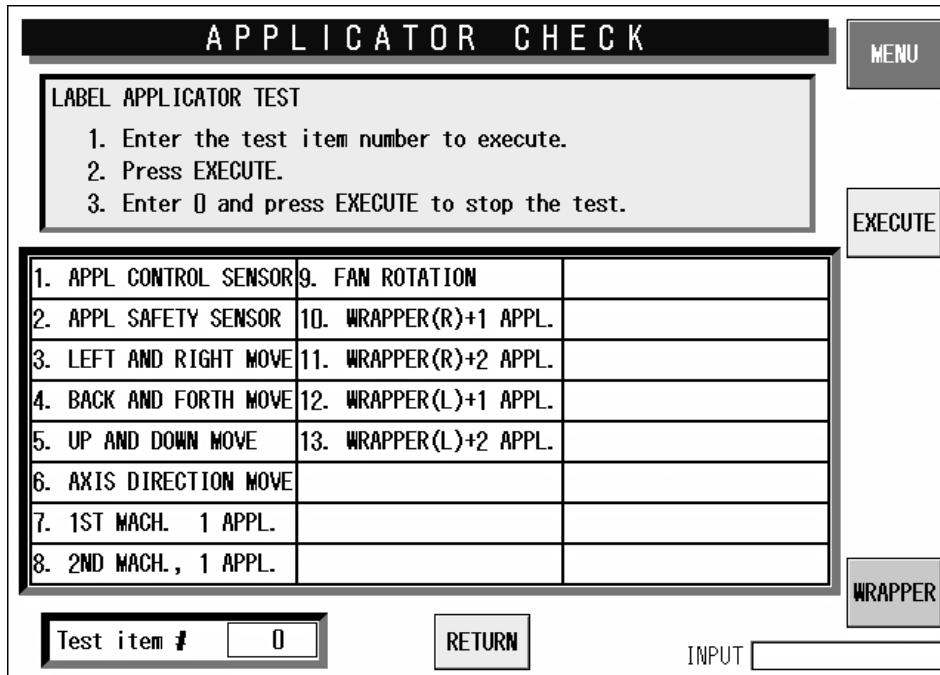 APPLICATOR CHECK
MENU
LABEL APPLICATOR TEST
1. Enter the test item number to execute.
2. Press EXECUTE.
3. Enter 0 and press EXECUTE to stop the test.
EXECUTE
1. APPL CONTROL SENSOR 9. FAN ROTATION
2. APPL SAFETY SENSOR 10. WRAPPER(R)+1 APPL.
3. LEFT AND RIGHT MOVE 11. WRAPPER(R)+2 APPL.
4. BACK AND FORTH MOVE 12. WRAPPER(L)+1 APPL.
5. UP AND DOWN MOVE 13. WRAPPER(L)+2 APPL.
6. AXIS DIRECTION MOVE
7. 1ST MACH. 1 APPL.
8. 2ND MACH., 1 APPL.
WRAPPER
Test item # 0
RETURN
INPUT